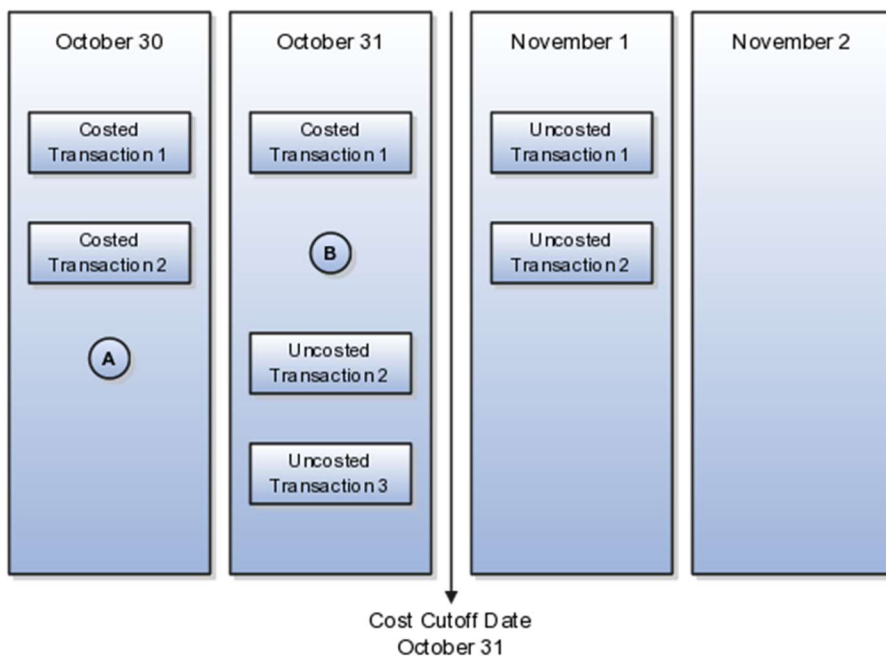 October 30
Costed
Transaction 1
Costed
Transaction 2
A
October 31
Costed
Transaction 1
B
Uncosted
Transaction 2
Uncosted
Transaction 3
November 1
Uncosted
Transaction 1
Uncosted
Transaction 2
November 2
Cost Cutoff Date
October 31